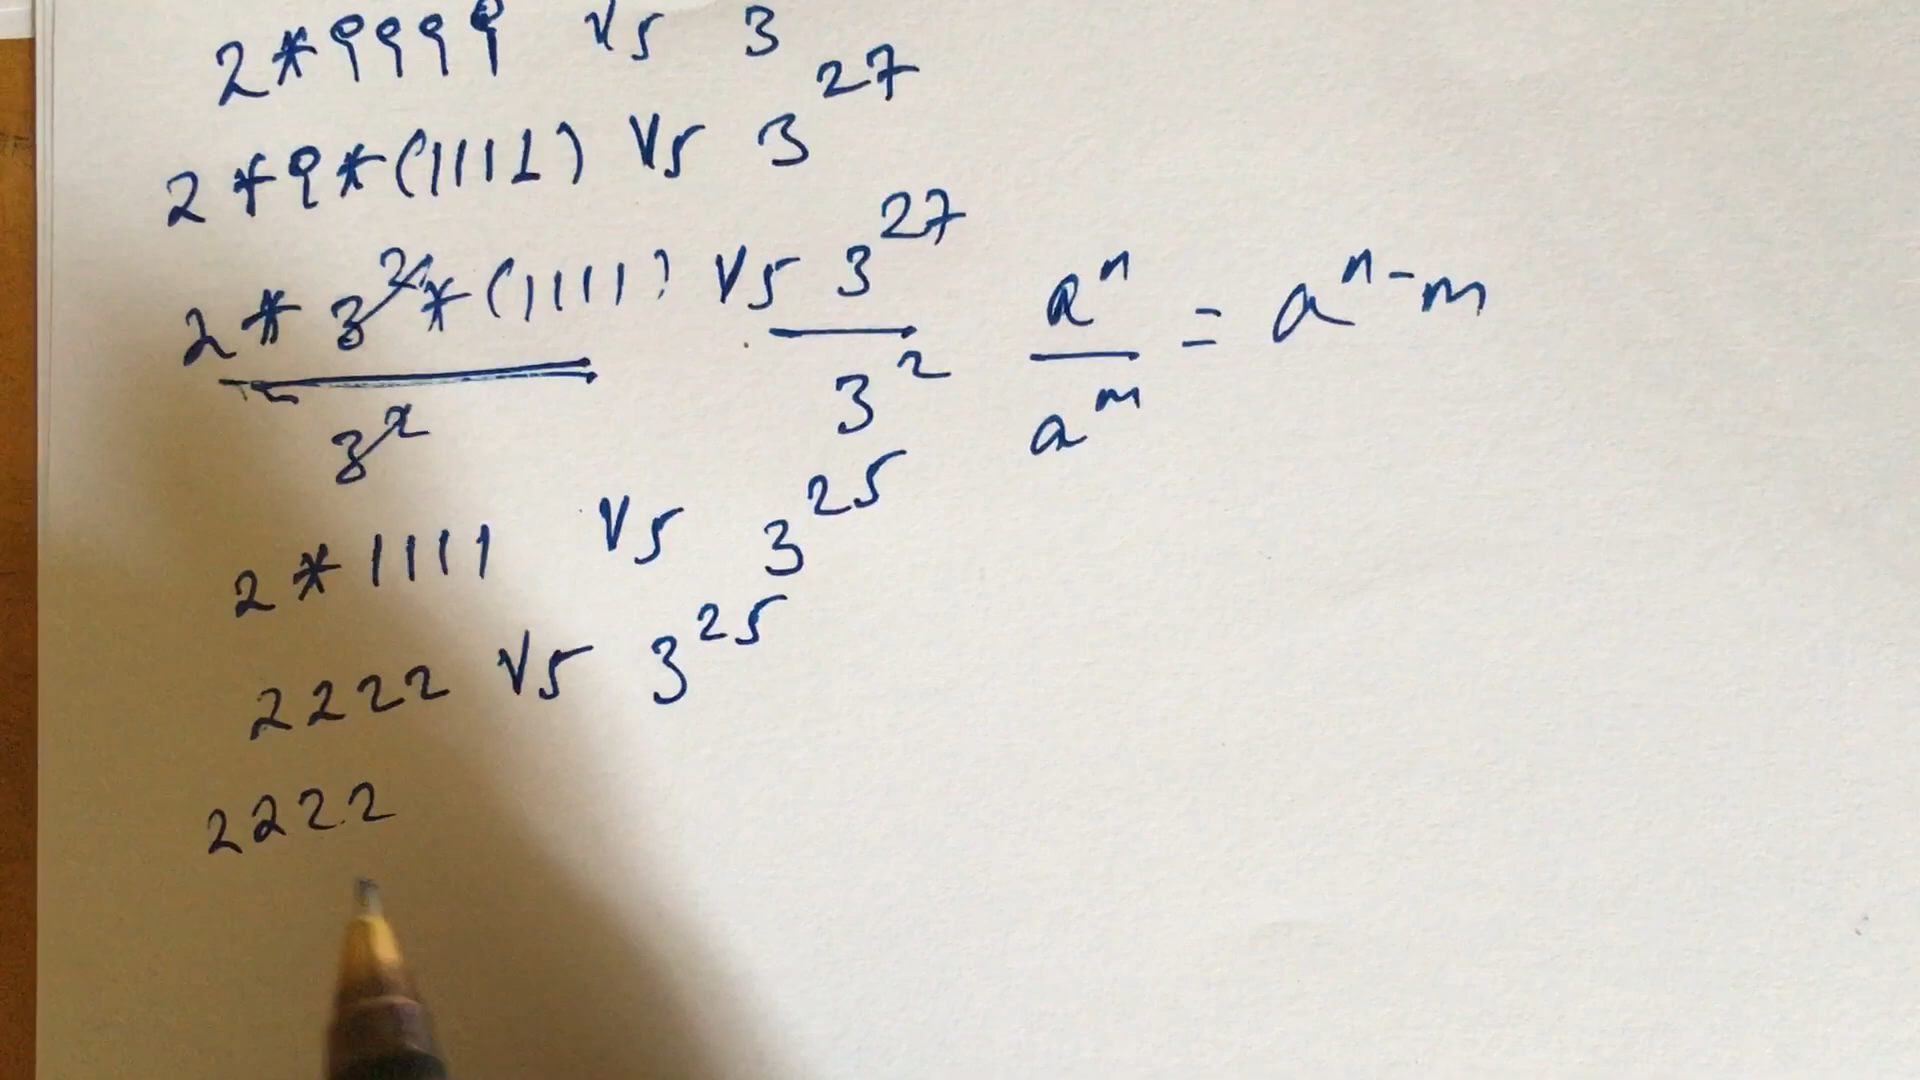 2*9999 Vs 3
2*9*(1111) Vs 3^27
2*3^2*(1111) Vs 3^27 a^n = a^n-m
3^2 3^2 a^m
2*1111 Vs 3^25
2222 Vs 3^25
2222